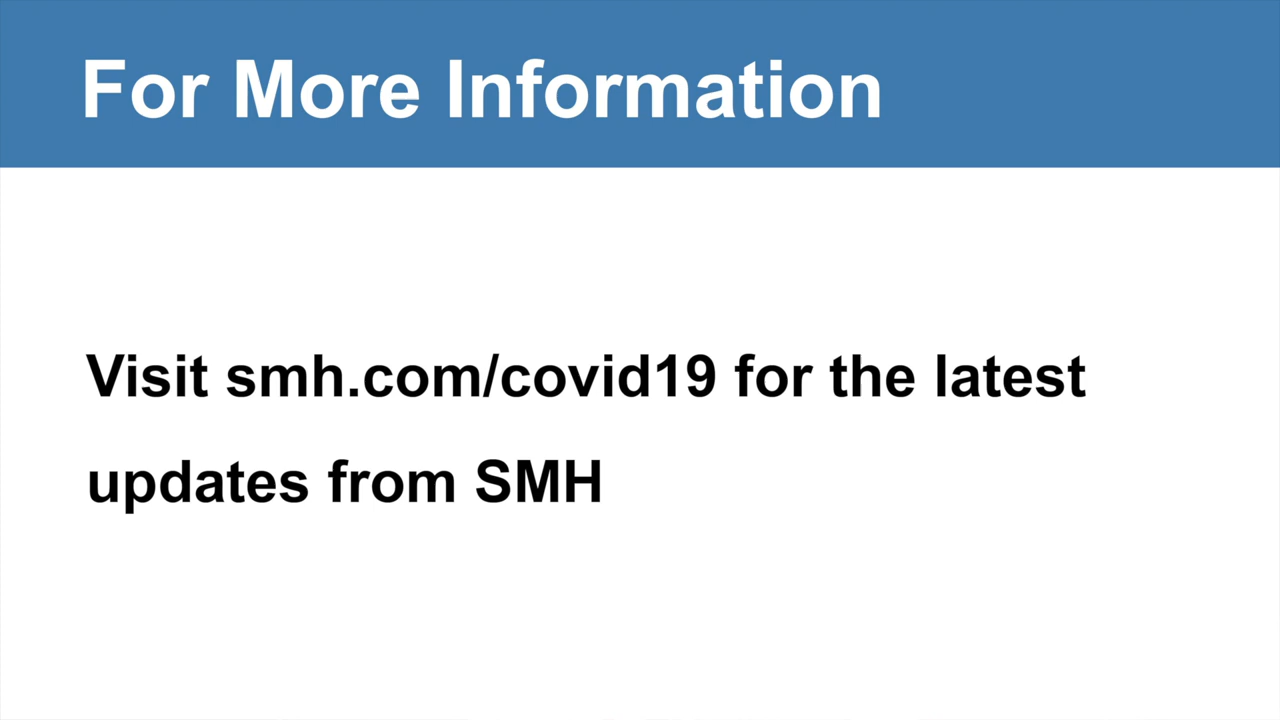 For More Information
Visit smh.com/covid19 for the latest
updates from SMH